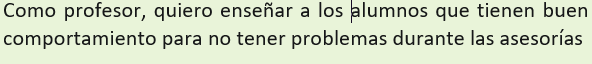 Como profesor, quiero enseñar a los alumnos que tienen buen
comportamiento para no tener problemas durante las asesorías